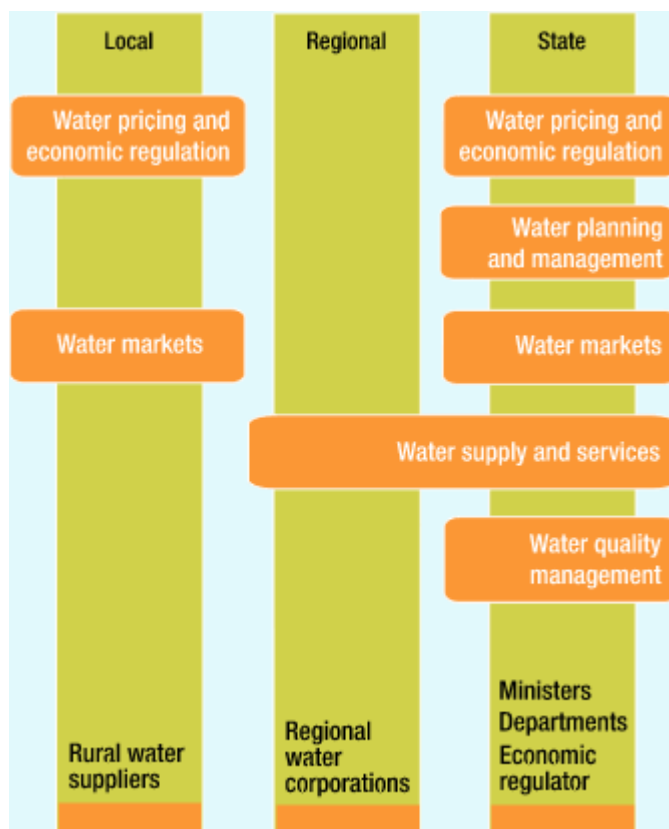 Local
Regional
State
Water pricing and
economic regulation
Water pricing and
economic regulation
Water planning
and management
Water markets
Water markets
Water supply and services
Water quality
management
Rural water
suppliers
Regional
water
corporations
Ministers
Departments
Economic
regulator